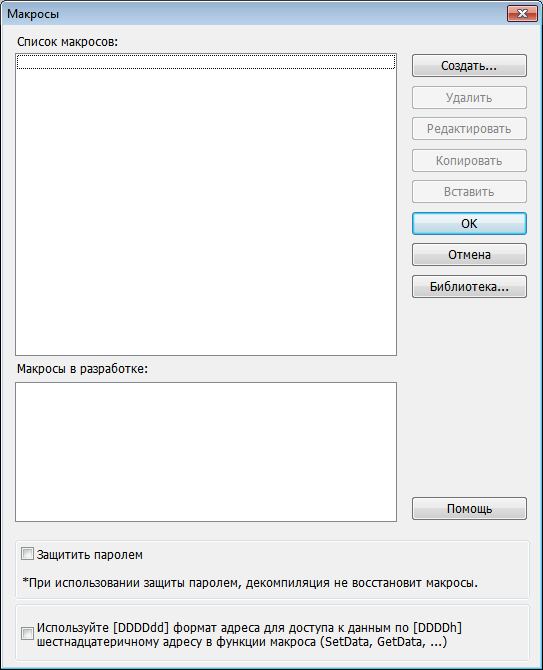 Макросы
Список макросов:
Создать...
Удалить
Редактировать
Копировать
Вставить
OK
Отмена
Библиотека...
Макросы в разработке:
Помощь
Защитить паролем
*При использовании защиты паролем, декомпиляция не восстановит макросы.
Используйте [DDDDdd] формат адреса для доступа к данным по [DDDDh]
шестнадцатеричному адресу в функции макроса (SetData, GetData, ...)